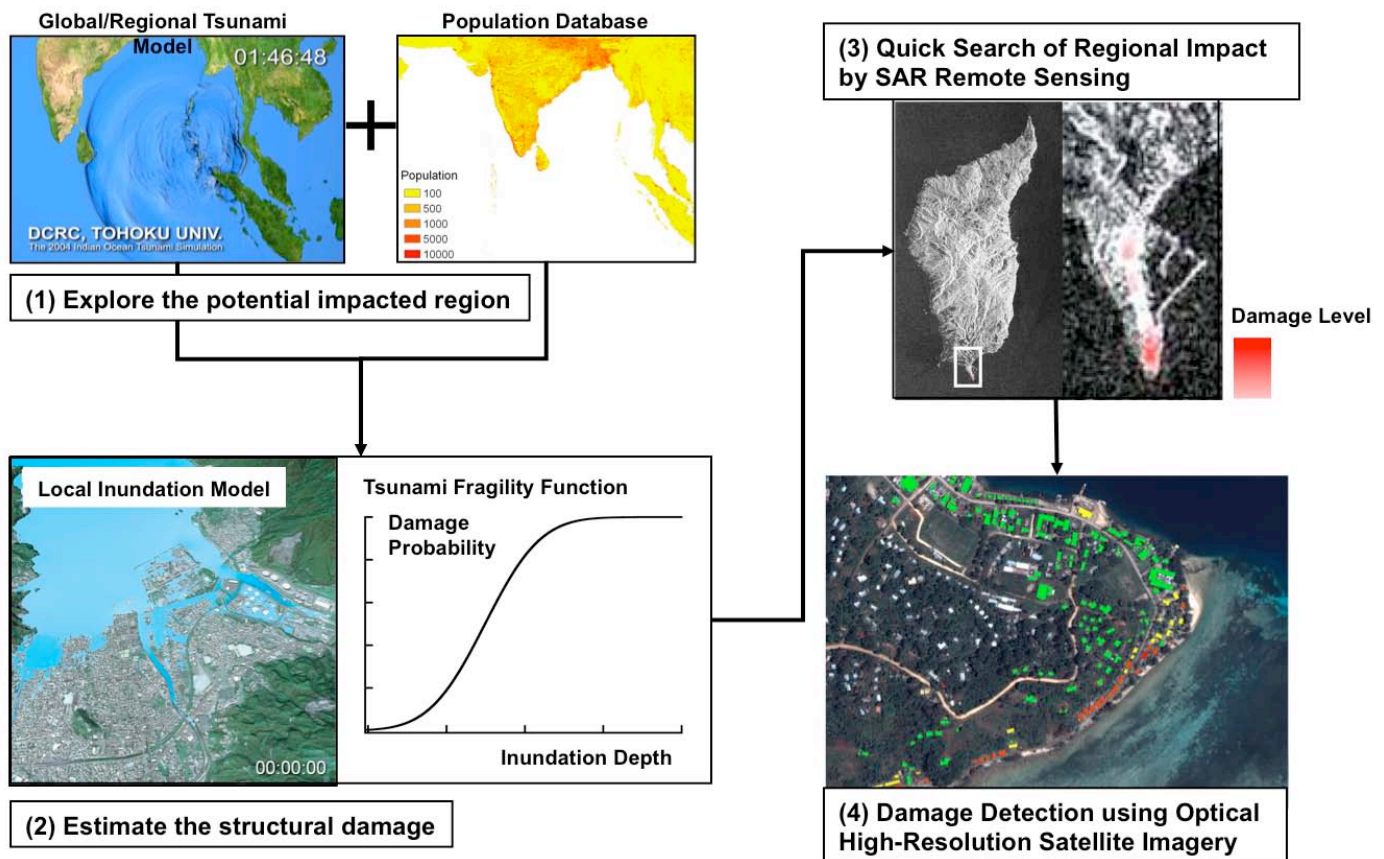 Global/Regional Tsunami
Model
01:46:48
DCRC, TOHOKU UNIV.
The 2004 Indian Ocean Tsunami Simulation
Population Database
Population
100
500
1000
5000
10000
(1) Explore the potential impacted region
Local Inundation Model
00:00:00
Tsunami Fragility Function
Damage
Probability
Inundation Depth
(2) Estimate the structural damage
(3) Quick Search of Regional Impact
by SAR Remote Sensing
Damage Level
(4) Damage Detection using Optical
High-Resolution Satellite Imagery